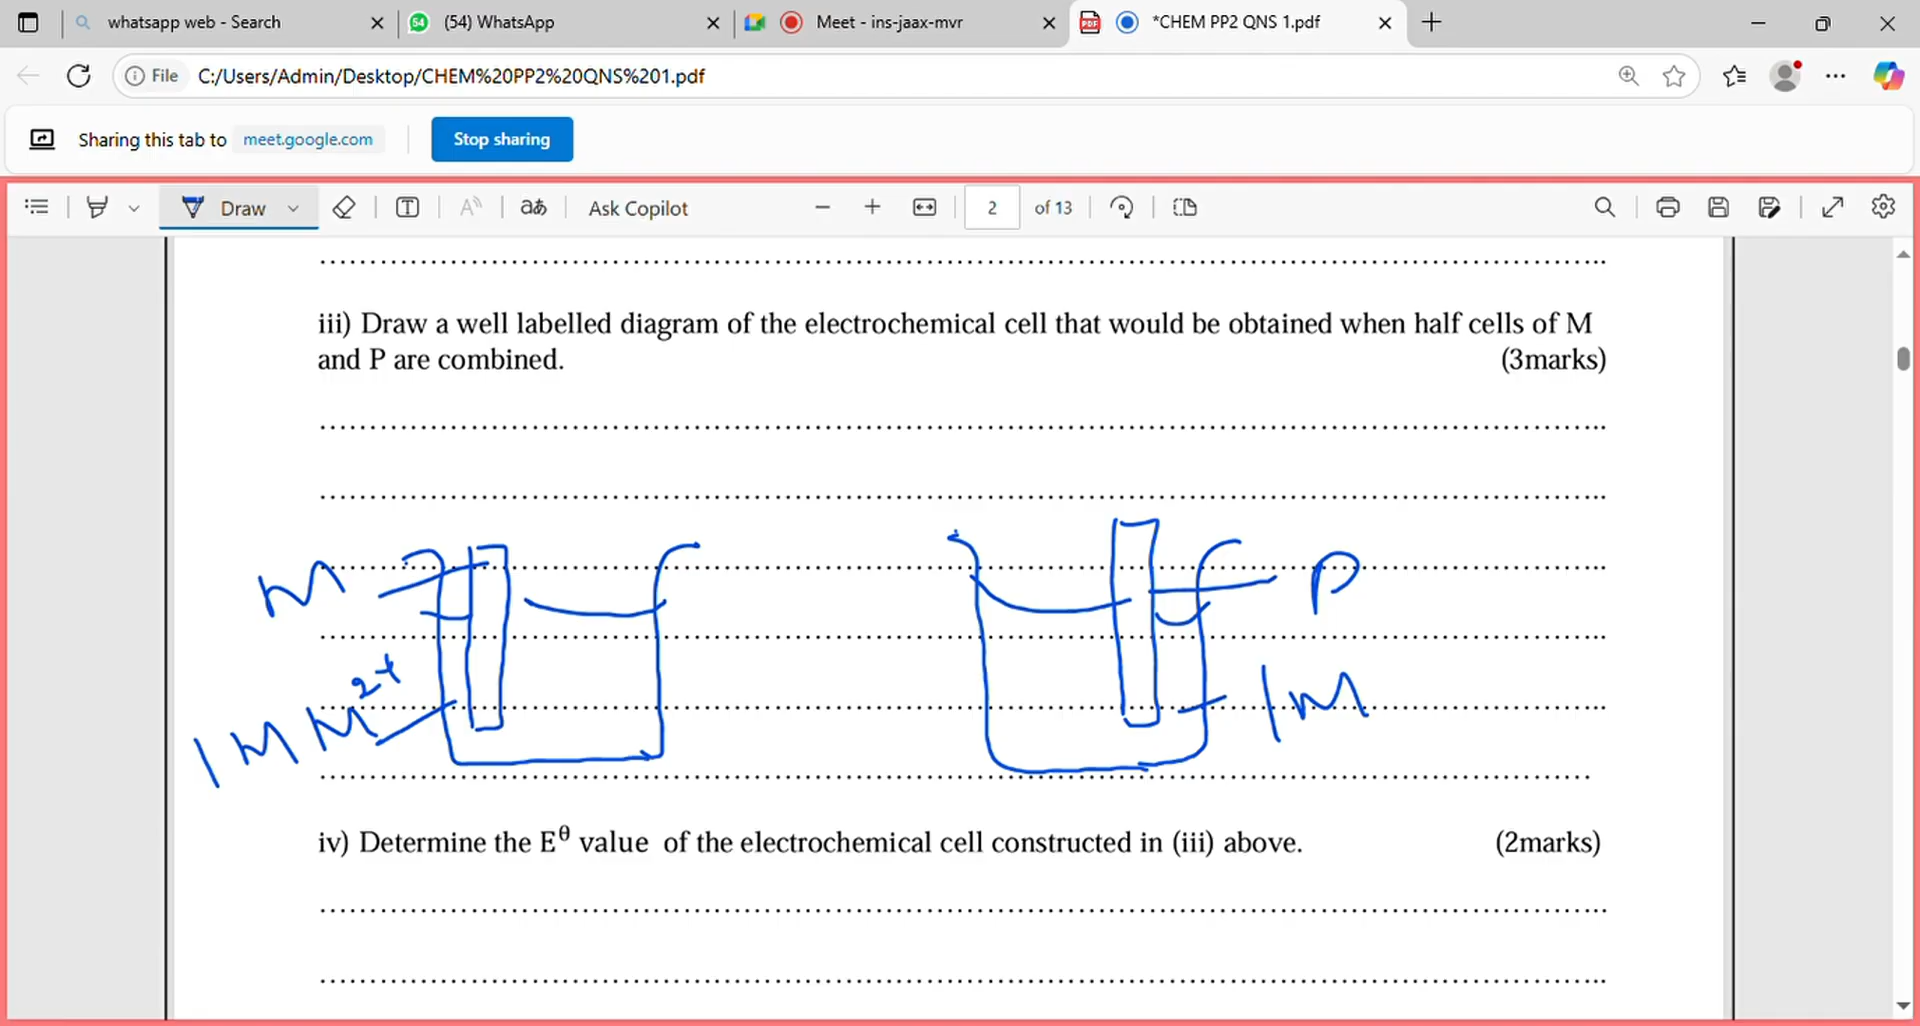 whatsapp web - Search
(54) WhatsApp
Meet - ins-jaax-mvr
*CHEM PP2 QNS 1.pdf
File C:/Users/Admin/Desktop/CHEM%20PP2%20QNS%201.pdf
Sharing this tab to meet.google.com Stop sharing
Draw Ask Copilot 2 of 13
iii) Draw a well labelled diagram of the electrochemical cell that would be obtained when half cells of M
and P are combined. (3marks)
M P
1M M²⁺ 1M
iv) Determine the Eᶿ value of the electrochemical cell constructed in (iii) above. (2marks)